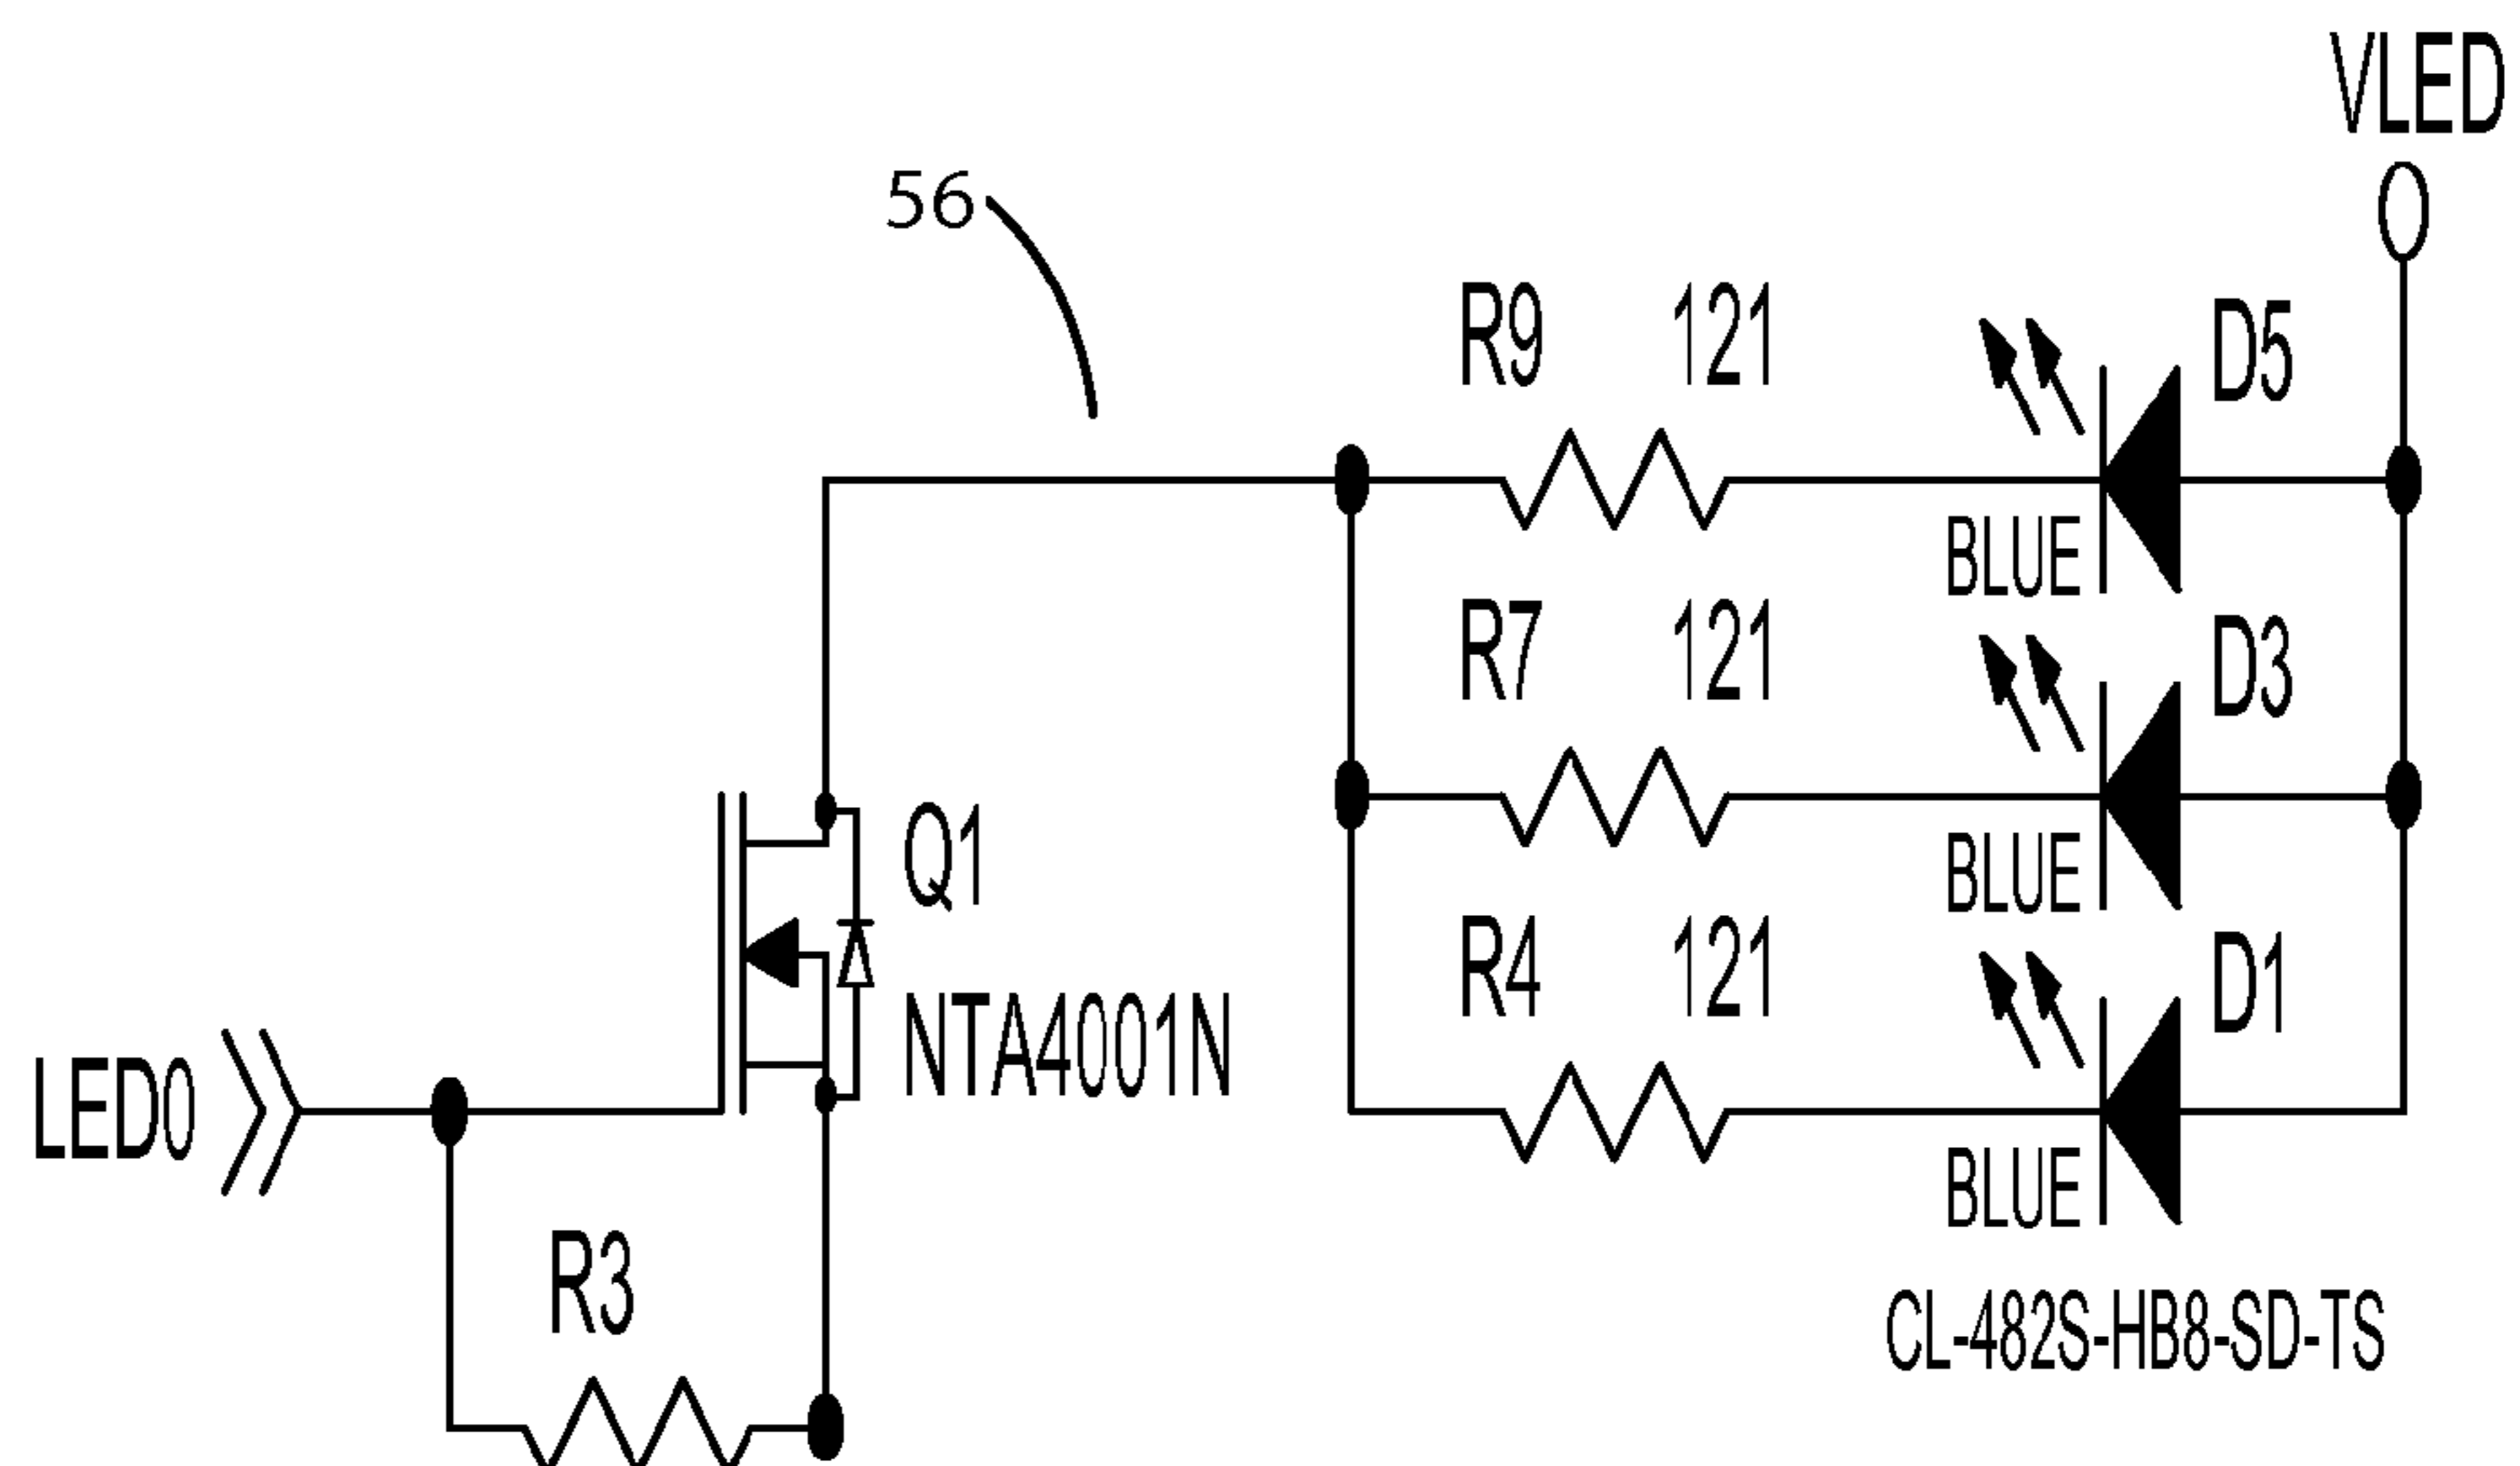 VLED
56
R9 121
D5
BLUE
R7 121
D3
BLUE
Q1
R4 121
D1
NTA4001N
LED0
BLUE
R3
CL-482S-HB8-SD-TS